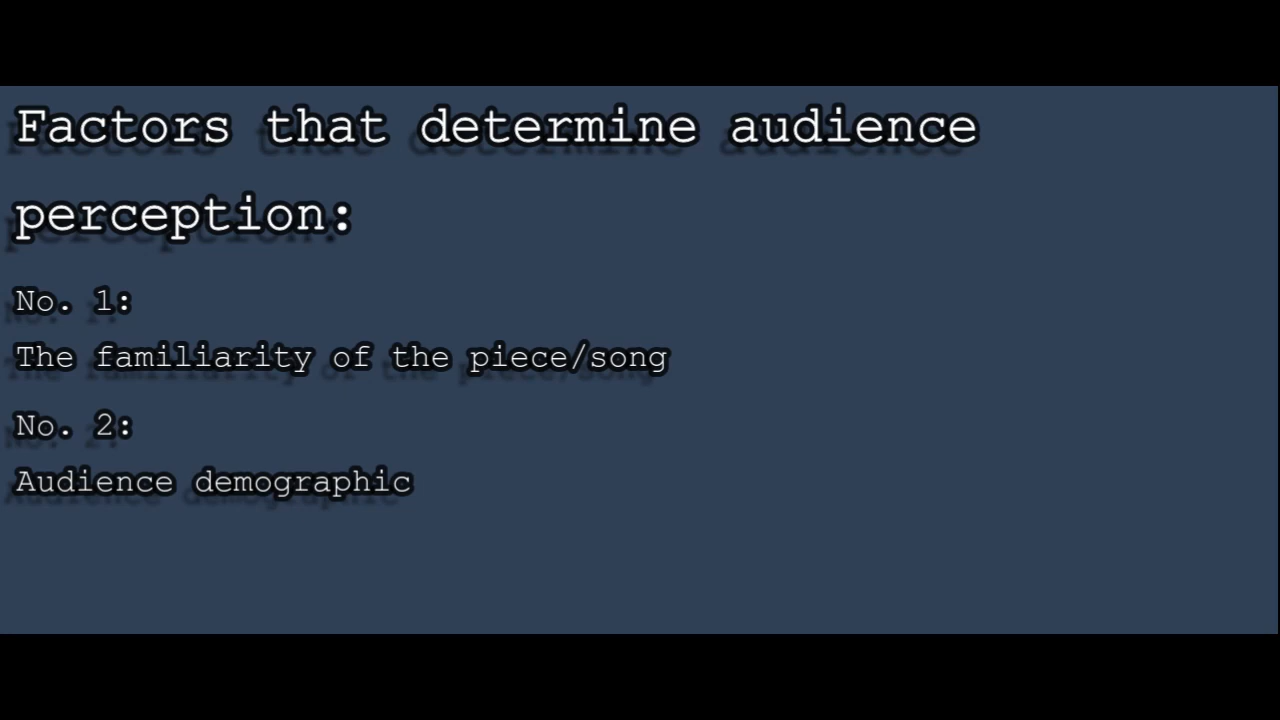 Factors that determine audience
perception:
No. 1:
The familiarity of the piece/song
No. 2:
Audience demographic